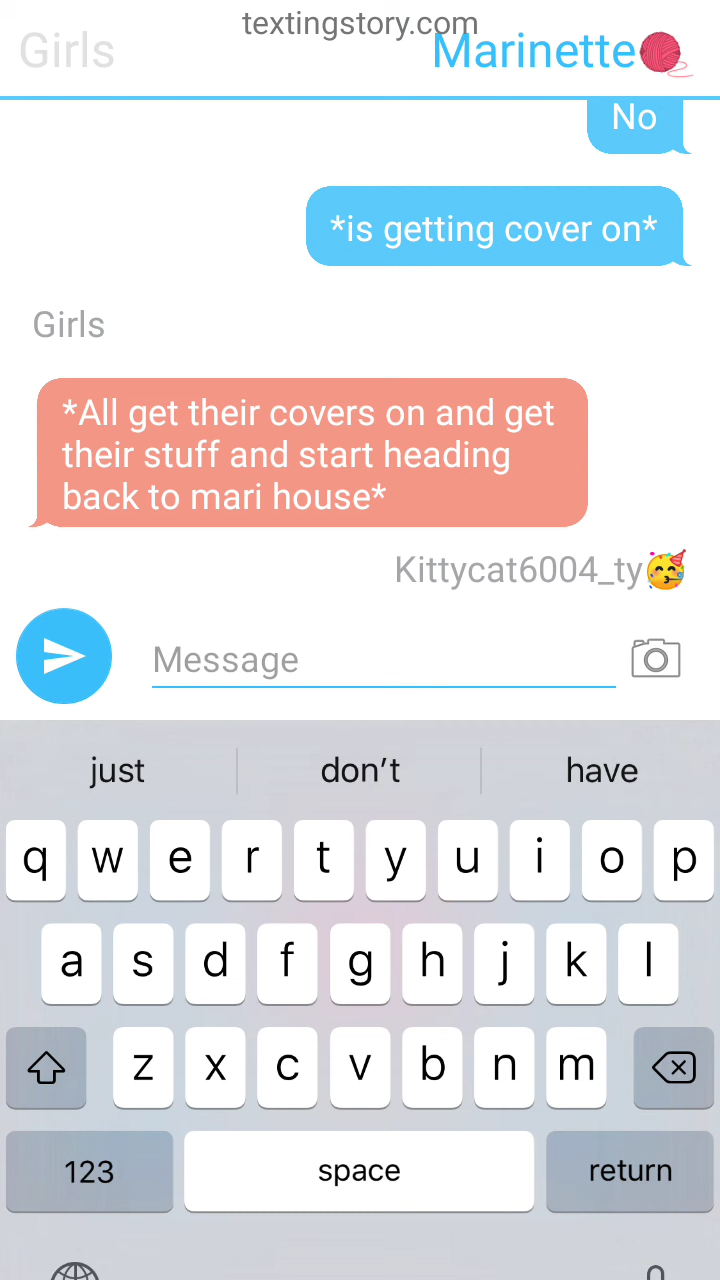 textingstory.com
Girls
Marinette🧶
No
*is getting cover on*
Girls
*All get their covers on and get
their stuff and start heading
back to mari house*
Kittycat6004_ty🥳
Message
just don't have
q w e r t y u i o p
a s d f g h j k l
z x c v b n m
123 space return